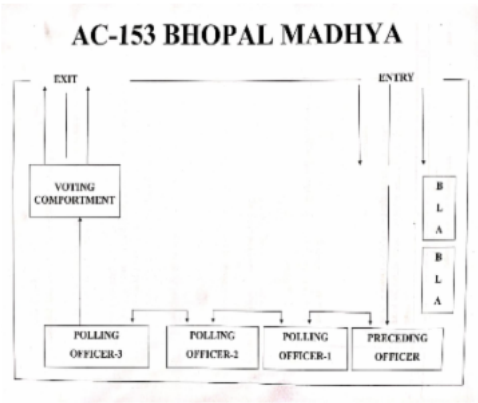 AC-153 BHOPAL MADHYA
EXIT
ENTRY
VOTING
COMPORTMENT
B
L
A
B
L
A
POLLING
OFFICER-3
POLLING
OFFICER-2
POLLING
OFFICER-1
PRECEDING
OFFICER